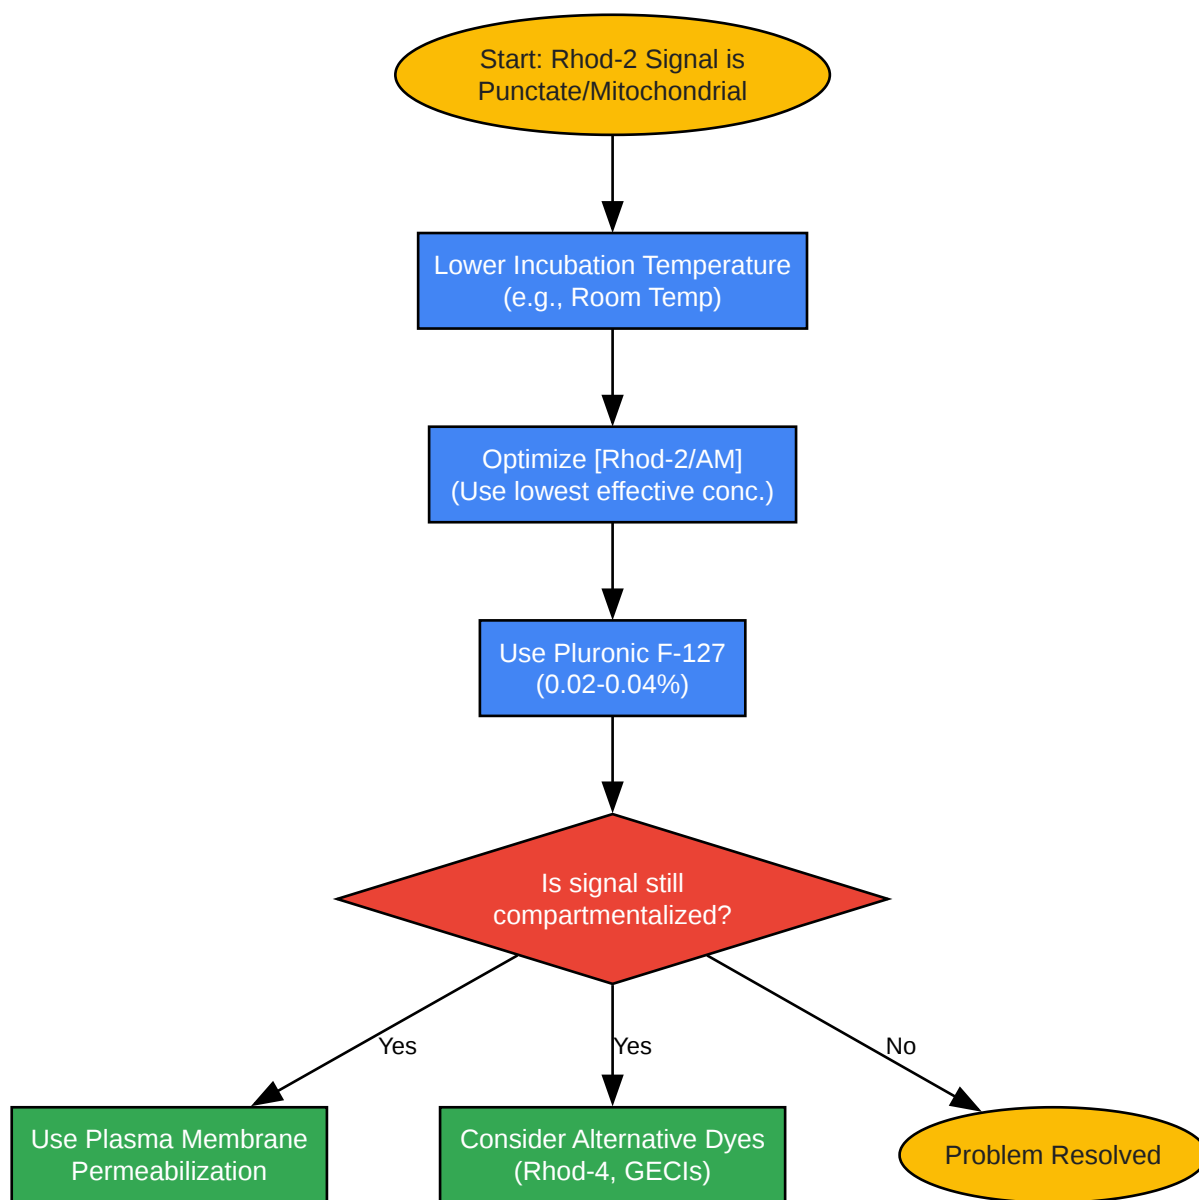 Start: Rhod-2 Signal is
Punctate/Mitochondrial
Lower Incubation Temperature
(e.g., Room Temp)
Optimize [Rhod-2/AM]
(Use lowest effective conc.)
Use Pluronic F-127
(0.02-0.04%)
Is signal still
compartmentalized?
Yes
Yes
No
Use Plasma Membrane
Permeabilization
Consider Alternative Dyes
(Rhod-4, GECIs)
Problem Resolved